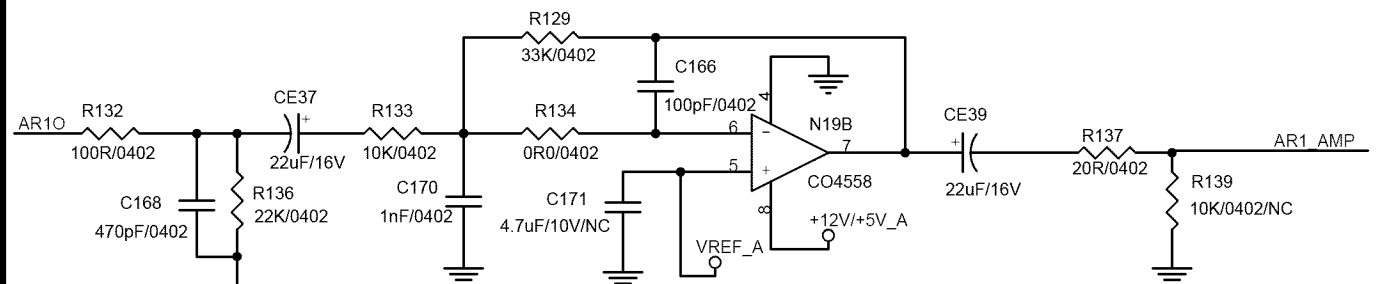 R129
33K/0402
C166
100pF/0402
4
CE37
R132
R133
R134
N19B
CE39
AR1O
6
R137
AR1_AMP
100R/0402
22uF/16V
10K/0402
0R0/0402
7
20R/0402
5
CO4558
22uF/16V
R139
10K/0402/NC
R136
22K/0402
C168
470pF/0402
C170
1nF/0402
C171
4.7uF/10V/NC
8
+12V/+5V_A
VREF_A
+
−
+
+